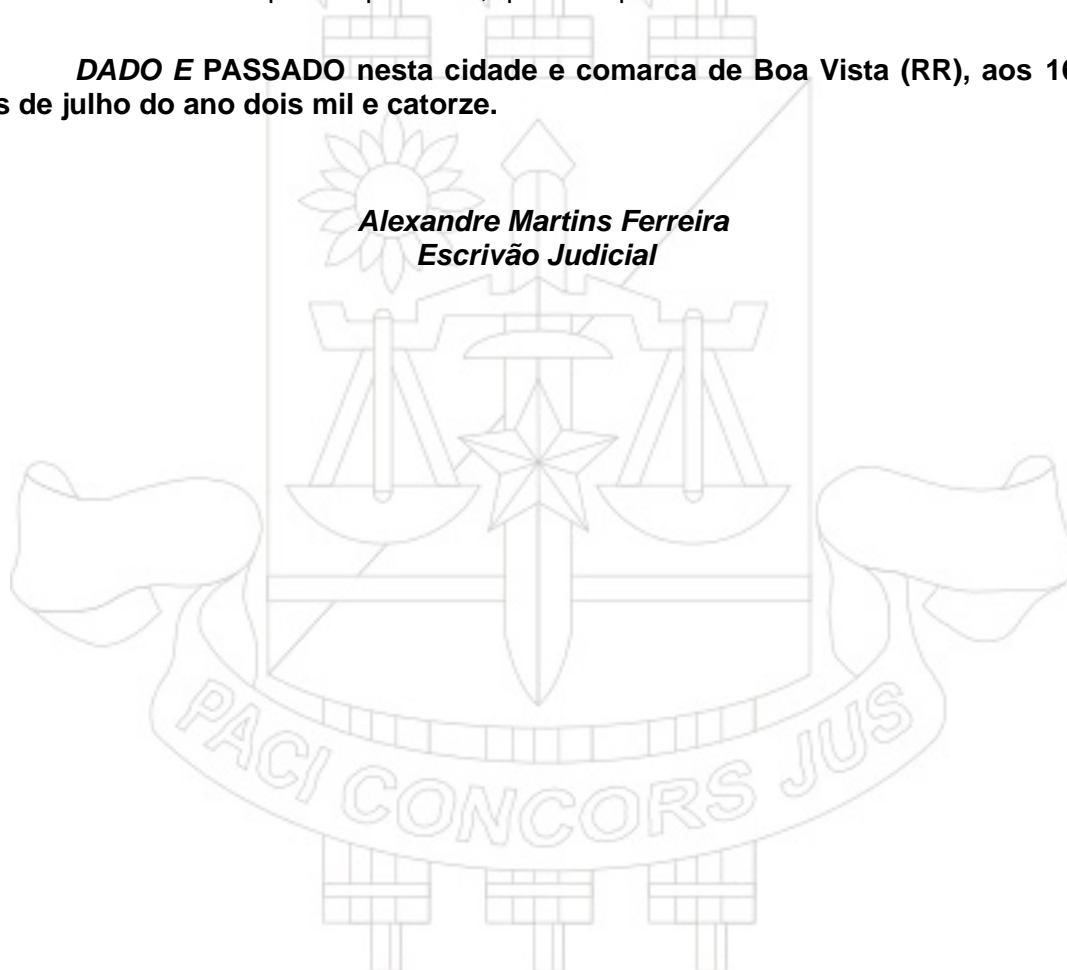 DADO E PASSADO nesta cidade e comarca de Boa Vista (RR), aos 16
s de julho do ano dois mil e catorze.
Alexandre Martins Ferreira
Escrivão Judicial
PACI CONCORS JUS